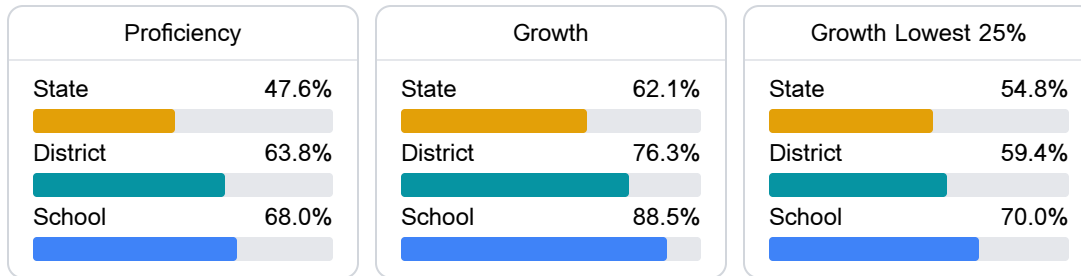 Proficiency
State 47.6%
District 63.8%
School 68.0%
Growth
State 62.1%
District 76.3%
School 88.5%
Growth Lowest 25%
State 54.8%
District 59.4%
School 70.0%